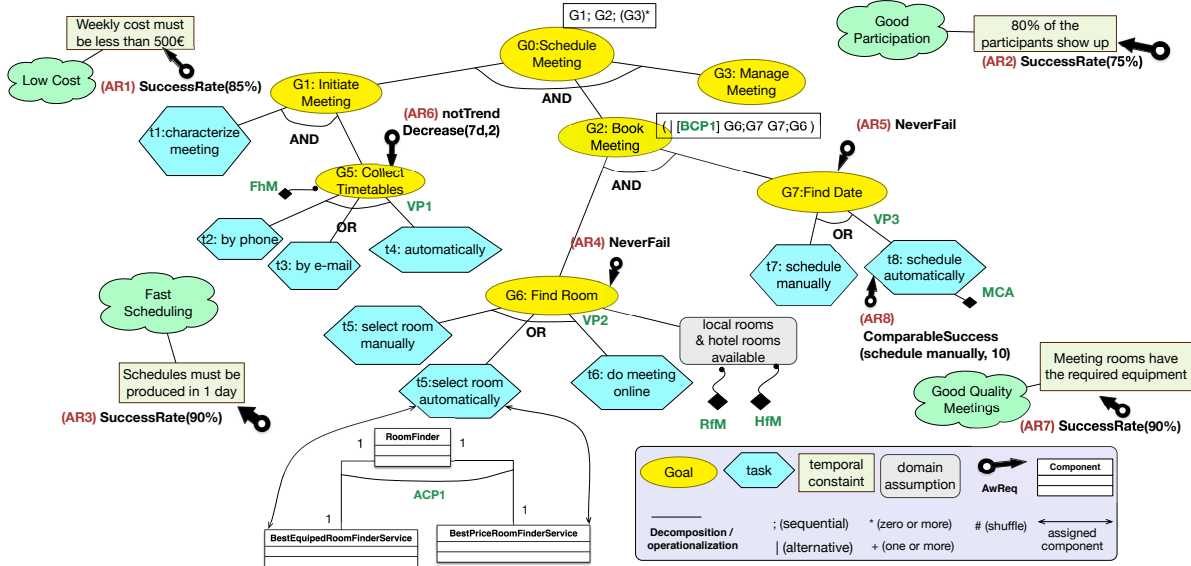 Weekly cost must
be less than 500€
Low Cost
(AR1) SuccessRate(85%)
G1; G2; (G3)*
G0:Schedule
Meeting
AND
G1: Initiate
Meeting
G3: Manage
Meeting
Good
Participation
80% of the
participants show up
(AR2) SuccessRate(75%)
t1:characterize
meeting
AND
(AR6) notTrend
Decrease(7d,2)
G2: Book
Meeting
( | [BCP1] G6;G7 G7;G6 )
AND
(AR5) NeverFail
G5: Collect
Timetables
FhM
VP1
OR
t2: by phone
t3: by e-mail
t4: automatically
G7:Find Date
VP3
OR
t7: schedule
manually
t8: schedule
automatically
MCA
(AR8)
ComparableSuccess
(schedule manually, 10)
(AR4) NeverFail
G6: Find Room
VP2
OR
Fast
Scheduling
Schedules must be
produced in 1 day
(AR3) SuccessRate(90%)
t5: select room
manually
t5:select room
automatically
t6: do meeting
online
local rooms
& hotel rooms
available
RfM
HfM
Meeting rooms have
the required equipment
Good Quality
Meetings
(AR7) SuccessRate(90%)
RoomFinder
1
1
ACP1
1
1
BestEquipedRoomFinderService
BestPriceRoomFinderService
Goal
task
temporal
constaint
domain
assumption
AwReq
Component
Decomposition /
operationalization
; (sequential)
* (zero or more)
# (shuffle)
| (alternative)
+ (one or more)
assigned
component